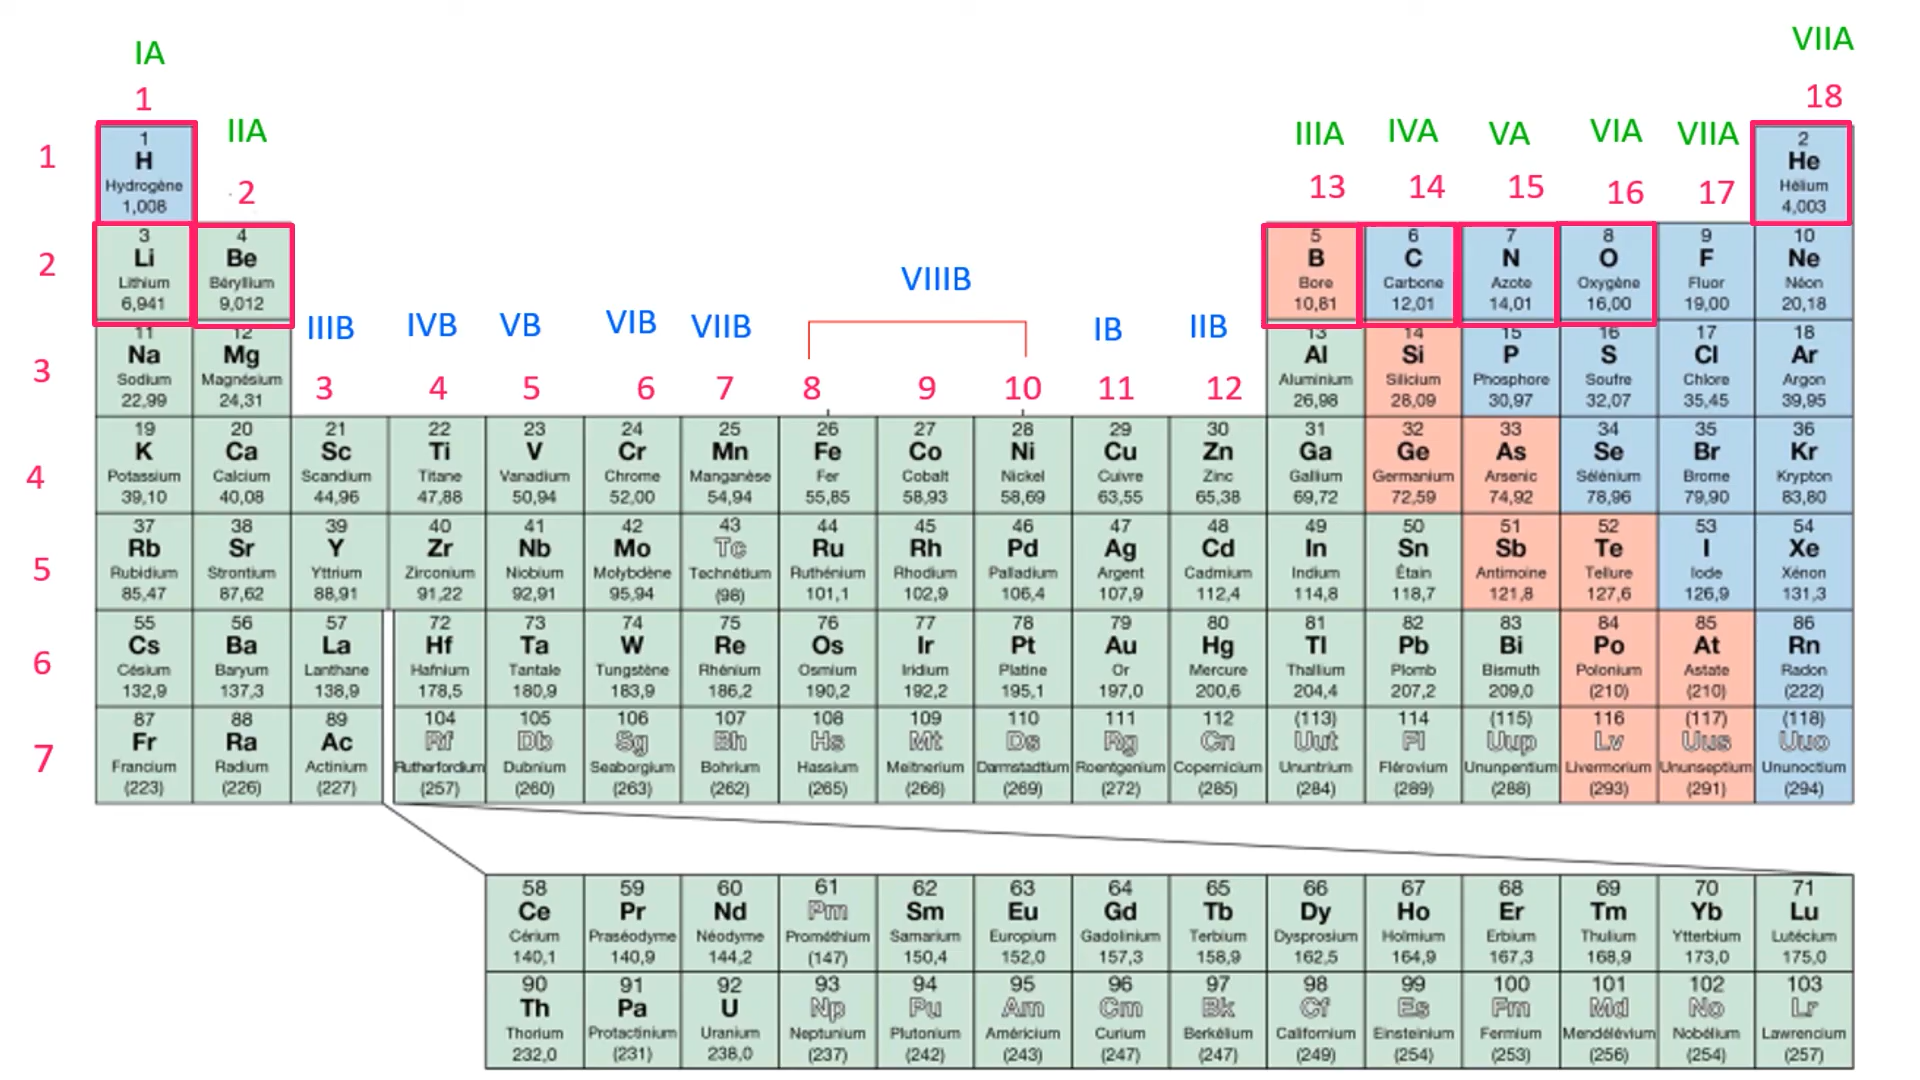 IA
VIIA
1
18
IIA
IIIA
IVA
VA
VIA
VIIA
2
13
14
15
16
17
1
1
H
Hydrogène
1,008
2
He
Hélium
4,003
2
3
Li
Lithium
6,941
4
Be
Béryllium
9,012
5
B
Bore
10,81
6
C
Carbone
12,01
7
N
Azote
14,01
8
O
Oxygène
16,00
9
F
Fluor
19,00
10
Ne
Néon
20,18
VIIIB
IIIB
IVB
VB
VIB
VIIB
IB
IIB
3
4
5
6
7
8
9
10
11
12
3
11
Na
Sodium
22,99
12
Mg
Magnésium
24,31
13
Al
Aluminium
26,98
14
Si
Silicium
28,09
15
P
Phosphore
30,97
16
S
Soufre
32,07
17
Cl
Chlore
35,45
18
Ar
Argon
39,95
4
19
K
Potassium
39,10
20
Ca
Calcium
40,08
21
Sc
Scandium
44,96
22
Ti
Titane
47,88
23
V
Vanadium
50,94
24
Cr
Chrome
52,00
25
Mn
Manganèse
54,94
26
Fe
Fer
55,85
27
Co
Cobalt
58,93
28
Ni
Nickel
58,69
29
Cu
Cuivre
63,55
30
Zn
Zinc
65,38
31
Ga
Gallium
69,72
32
Ge
Germanium
72,59
33
As
Arsenic
74,92
34
Se
Sélénium
78,96
35
Br
Brome
79,90
36
Kr
Krypton
83,80
5
37
Rb
Rubidium
85,47
38
Sr
Strontium
87,62
39
Y
Yttrium
88,91
40
Zr
Zirconium
91,22
41
Nb
Niobium
92,91
42
Mo
Molybdène
95,94
43
Tc
Technétium
(98)
44
Ru
Ruthénium
101,1
45
Rh
Rhodium
102,9
46
Pd
Palladium
106,4
47
Ag
Argent
107,9
48
Cd
Cadmium
112,4
49
In
Indium
114,8
50
Sn
Étain
118,7
51
Sb
Antimoine
121,8
52
Te
Tellure
127,6
53
I
Iode
126,9
54
Xe
Xénon
131,3
6
55
Cs
Césium
132,9
56
Ba
Baryum
137,3
57
La
Lanthane
138,9
72
Hf
Hafnium
178,5
73
Ta
Tantale
180,9
74
W
Tungstène
183,9
75
Re
Rhénium
186,2
76
Os
Osmium
190,2
77
Ir
Iridium
192,2
78
Pt
Platine
195,1
79
Au
Or
197,0
80
Hg
Mercure
200,6
81
Tl
Thallium
204,4
82
Pb
Plomb
207,2
83
Bi
Bismuth
209,0
84
Po
Polonium
(210)
85
At
Astate
(210)
86
Rn
Radon
(222)
7
87
Fr
Francium
(223)
88
Ra
Radium
(226)
89
Ac
Actinium
(227)
104
Rf
Rutherfordium
(257)
105
Db
Dubnium
(260)
106
Sg
Seaborgium
(263)
107
Bh
Bohrium
(262)
108
Hs
Hassium
(265)
109
Mt
Meitnerium
(266)
110
Ds
Darmstadtium
(269)
111
Rg
Roentgenium
(272)
112
Cn
Copernicium
(285)
(113)
Uut
Ununtrium
(284)
114
Fl
Flérovium
(289)
(115)
Uup
Ununpentium
(288)
116
Lv
Livermorium
(293)
(117)
Uus
Ununseptium
(291)
(118)
Uuo
Ununoctium
(294)
58
Ce
Cérium
140,1
59
Pr
Praséodyme
140,9
60
Nd
Néodyme
144,2
61
Pm
Prométhium
(147)
62
Sm
Samarium
150,4
63
Eu
Europium
152,0
64
Gd
Gadolinium
157,3
65
Tb
Terbium
158,9
66
Dy
Dysprosium
162,5
67
Ho
Holmium
164,9
68
Er
Erbium
167,3
69
Tm
Thulium
168,9
70
Yb
Ytterbium
173,0
71
Lu
Lutécium
175,0
90
Th
Thorium
232,0
91
Pa
Protactinium
(231)
92
U
Uranium
238,0
93
Np
Neptunium
(237)
94
Pu
Plutonium
(242)
95
Am
Américium
(243)
96
Cm
Curium
(247)
97
Bk
Berkélium
(247)
98
Cf
Californium
(249)
99
Es
Einsteinium
(254)
100
Fm
Fermium
(253)
101
Md
Mendélévium
(256)
102
No
Nobélium
(254)
103
Lr
Lawrencium
(257)